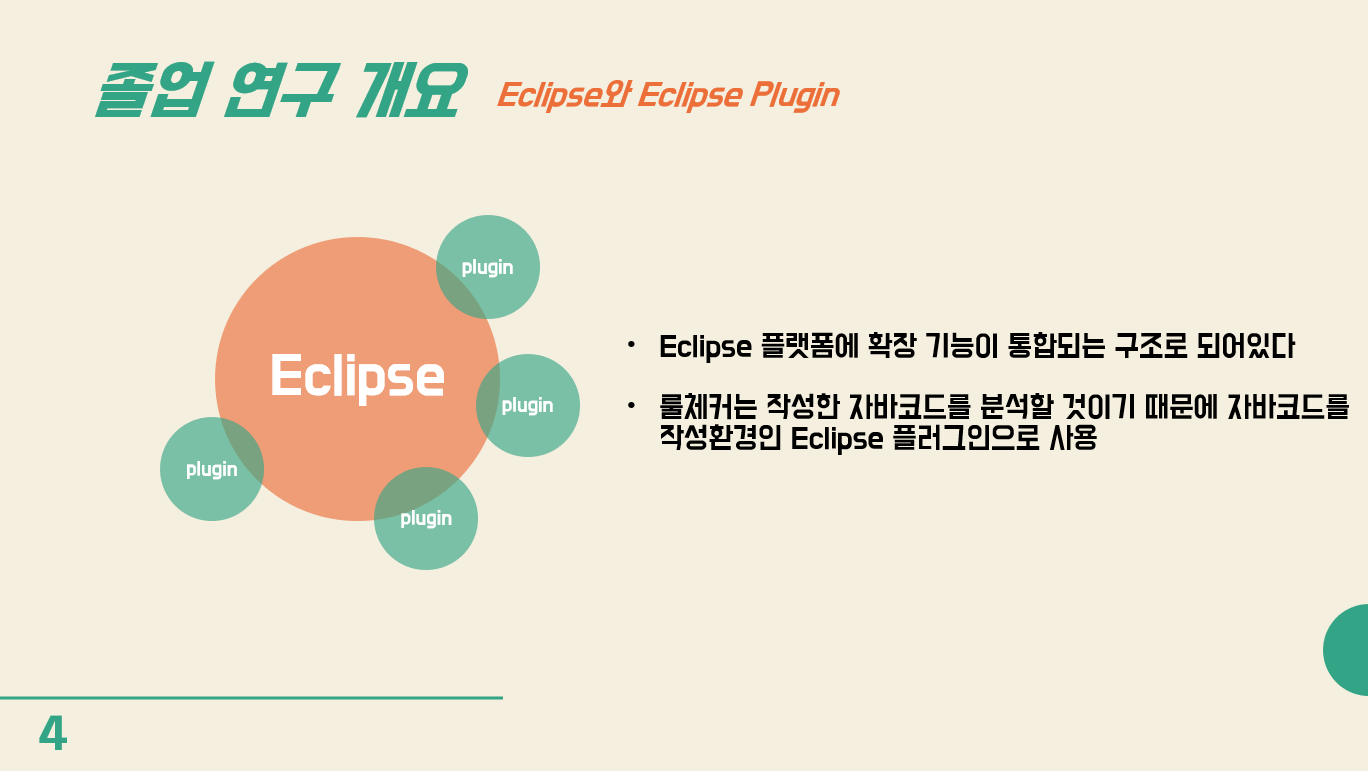 졸업 연구 개요 Eclipse와 Eclipse Plugin
plugin
Eclipse
plugin
plugin
plugin
• Eclipse 플랫폼에 확장 기능이 통합되는 구조로 되어있다
• 룰체커는 작성한 자바코드를 분석할 것이기 때문에 자바코드를
작성환경인 Eclipse 플러그인으로 사용
4